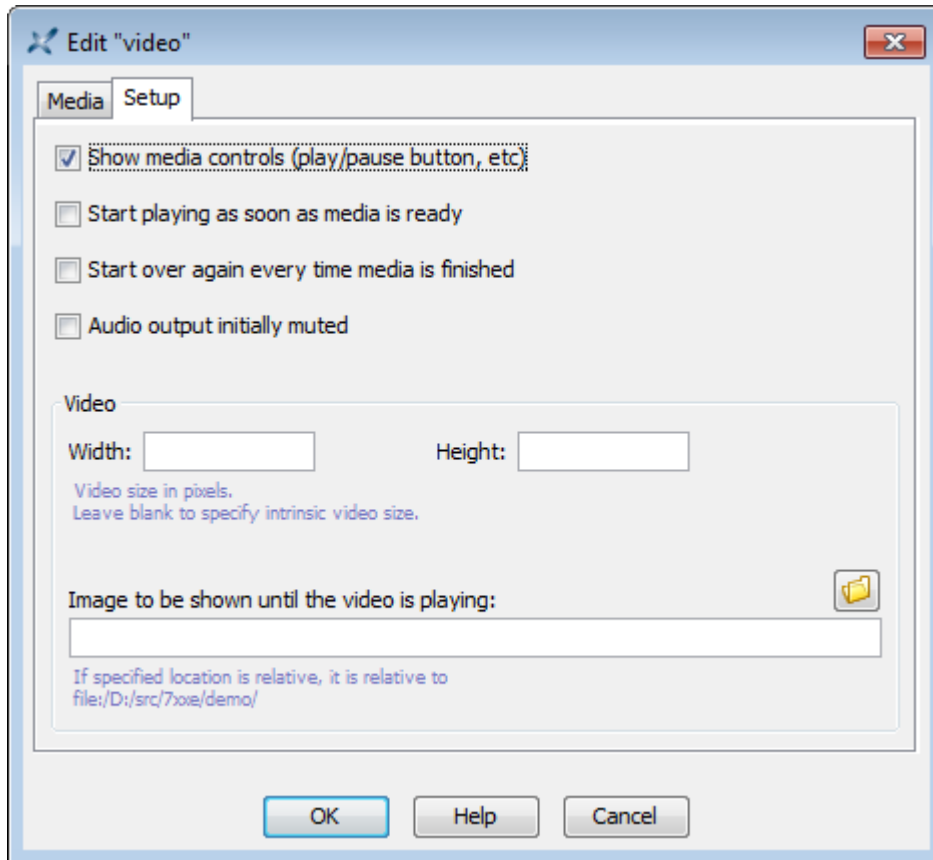 Edit "video"
Media Setup
Show media controls (play/pause button, etc)
Start playing as soon as media is ready
Start over again every time media is finished
Audio output initially muted
Video
Width: Height:
Video size in pixels.
Leave blank to specify intrinsic video size.
Image to be shown until the video is playing:
If specified location is relative, it is relative to
file:/D:/src/7xxe/demo/
OK Help Cancel